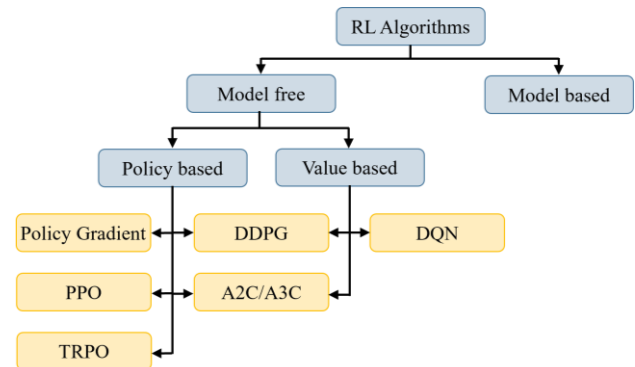 RL Algorithms
Model free
Model based
Policy based
Value based
Policy Gradient
DDPG
DQN
PPO
A2C/A3C
TRPO